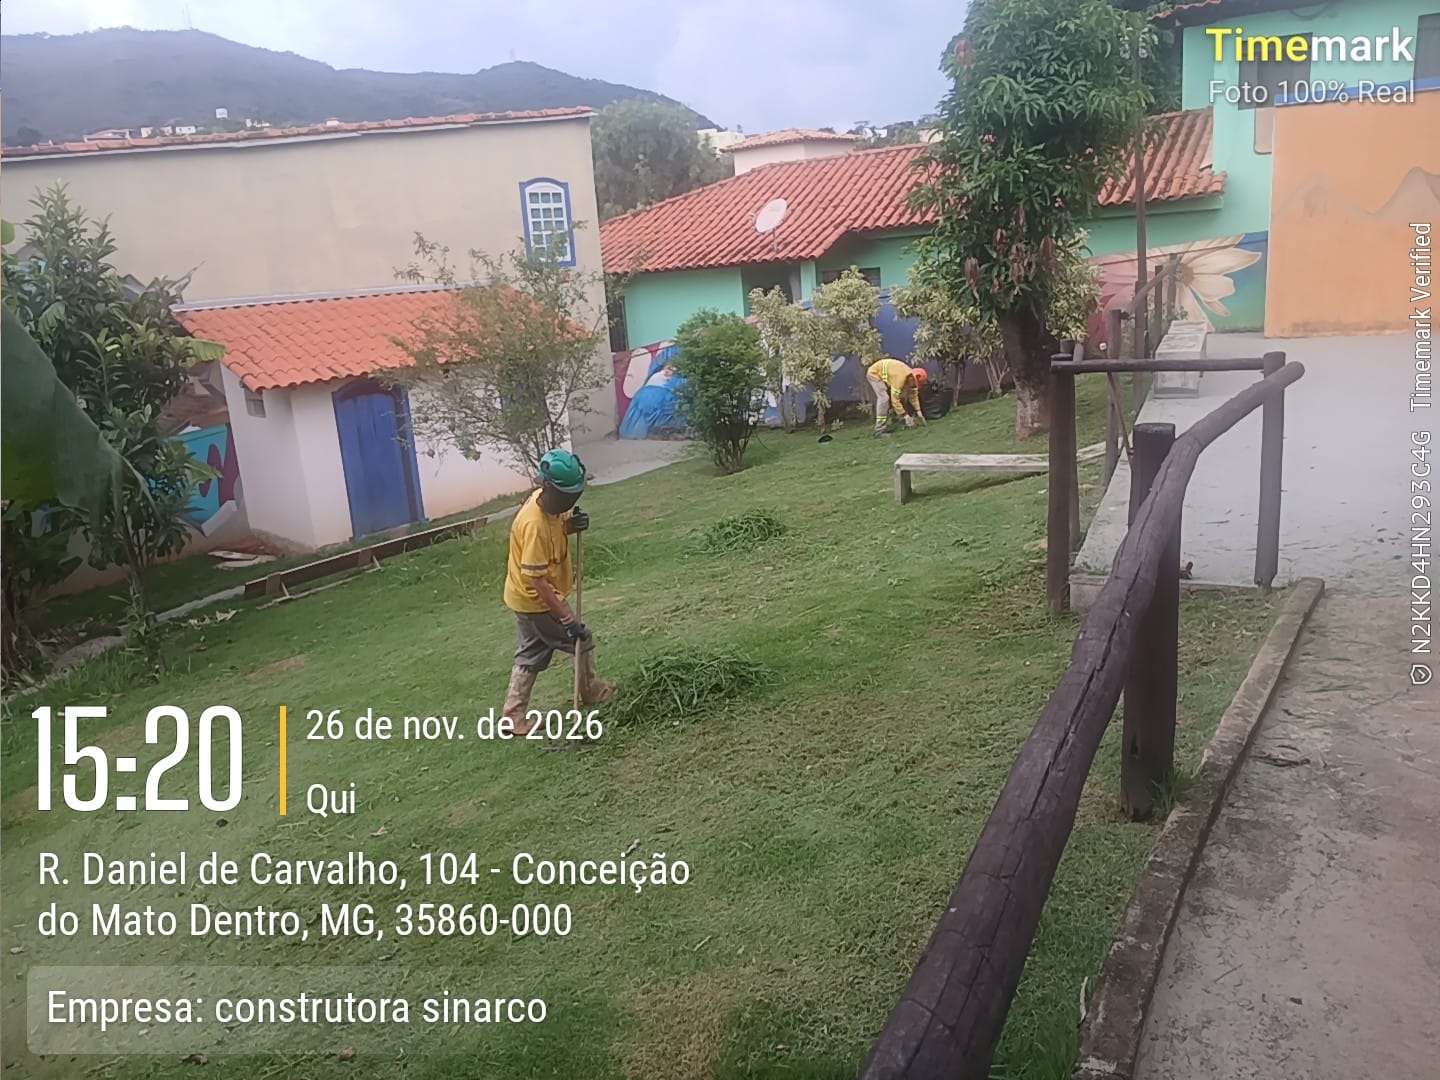 Timemark
Foto 100% Real
N2KKD4HN293C4G Timemark Verified
15:20
26 de nov. de 2026
Qui
R. Daniel de Carvalho, 104 - Conceição
do Mato Dentro, MG, 35860-000
Empresa: construtora sinarco